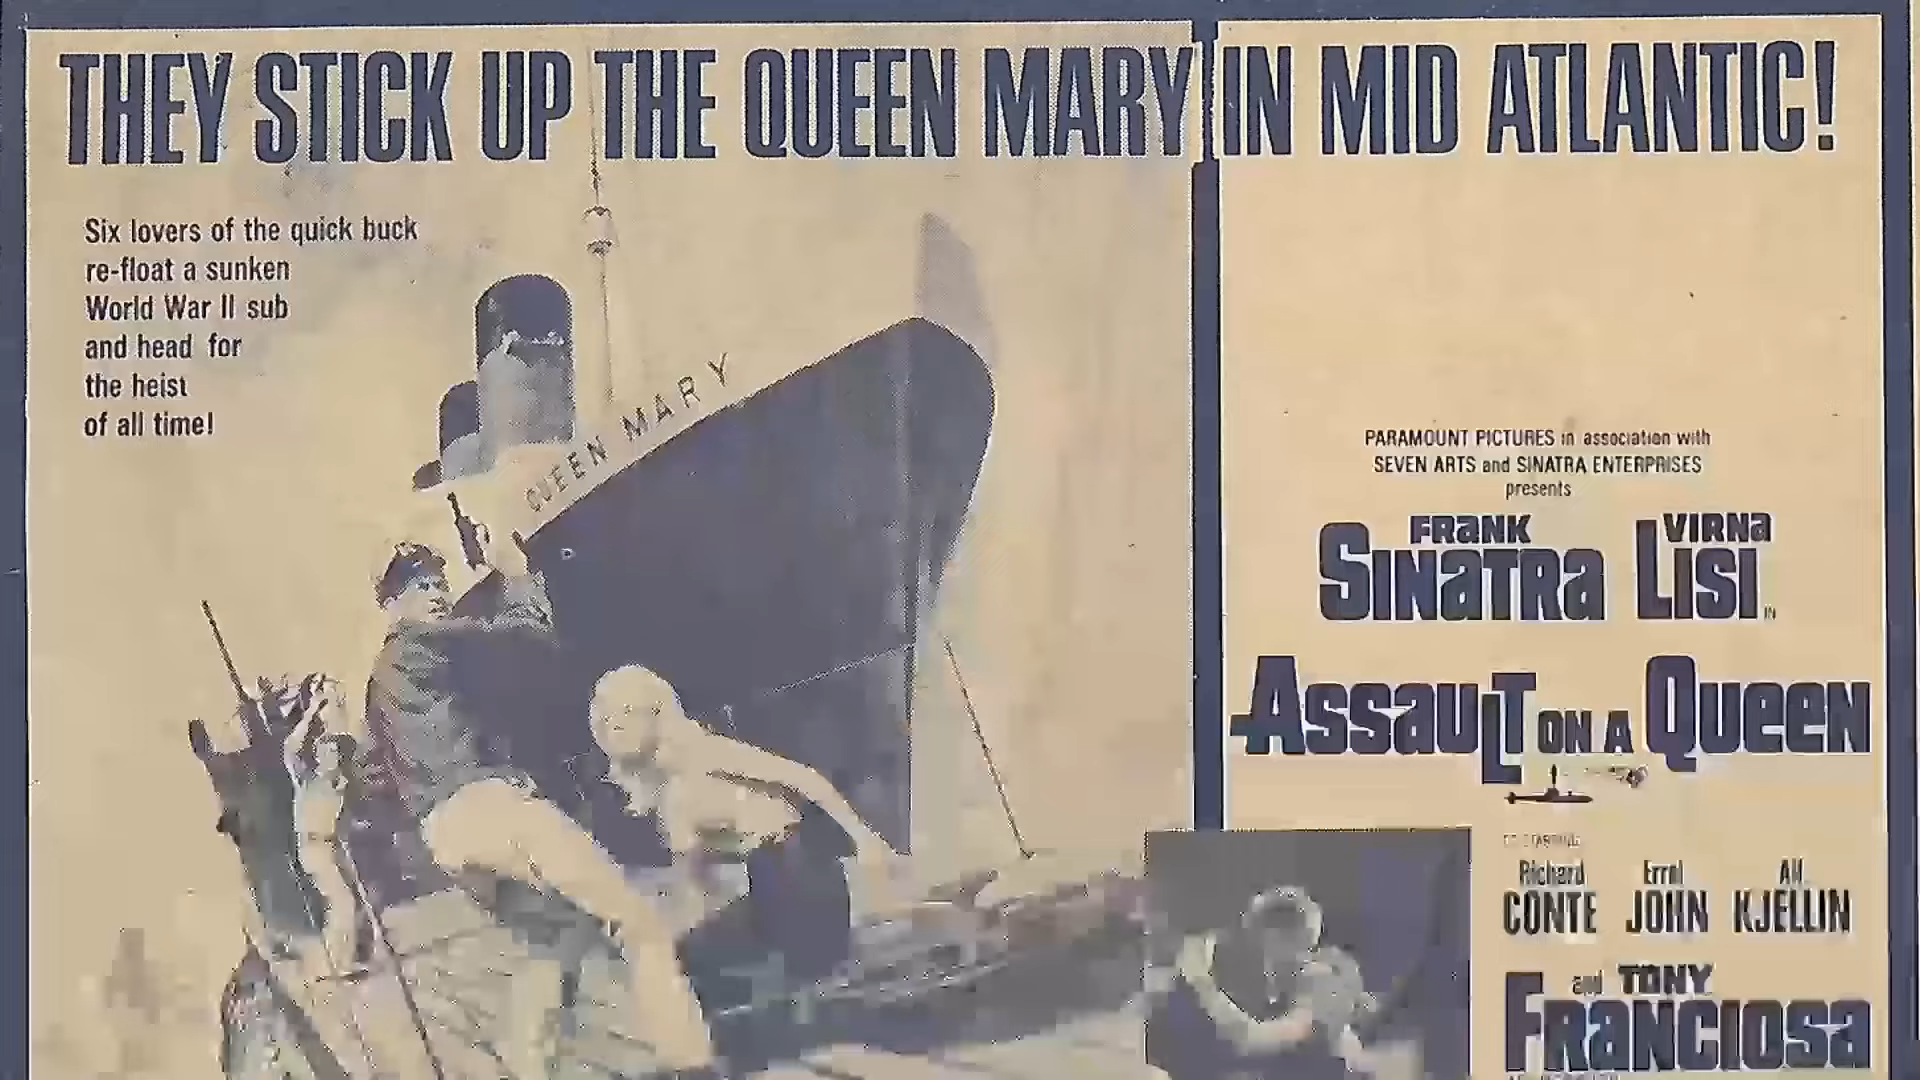 THEY STICK UP THE QUEEN MARY IN MID ATLANTIC!
Six lovers of the quick buck
re-float a sunken
World War II sub
and head for
the heist
of all time!
QUEEN MARY
PARAMOUNT PICTURES in association with
SEVEN ARTS and SINATRA ENTERPRISES
presents
FRANK SINATRA VIRNA LISI IN
ASSAULT ON A QUEEN
CO-STARRING
Richard CONTE Errol JOHN Alf KJELLIN
and TONY
FRANCIOSA